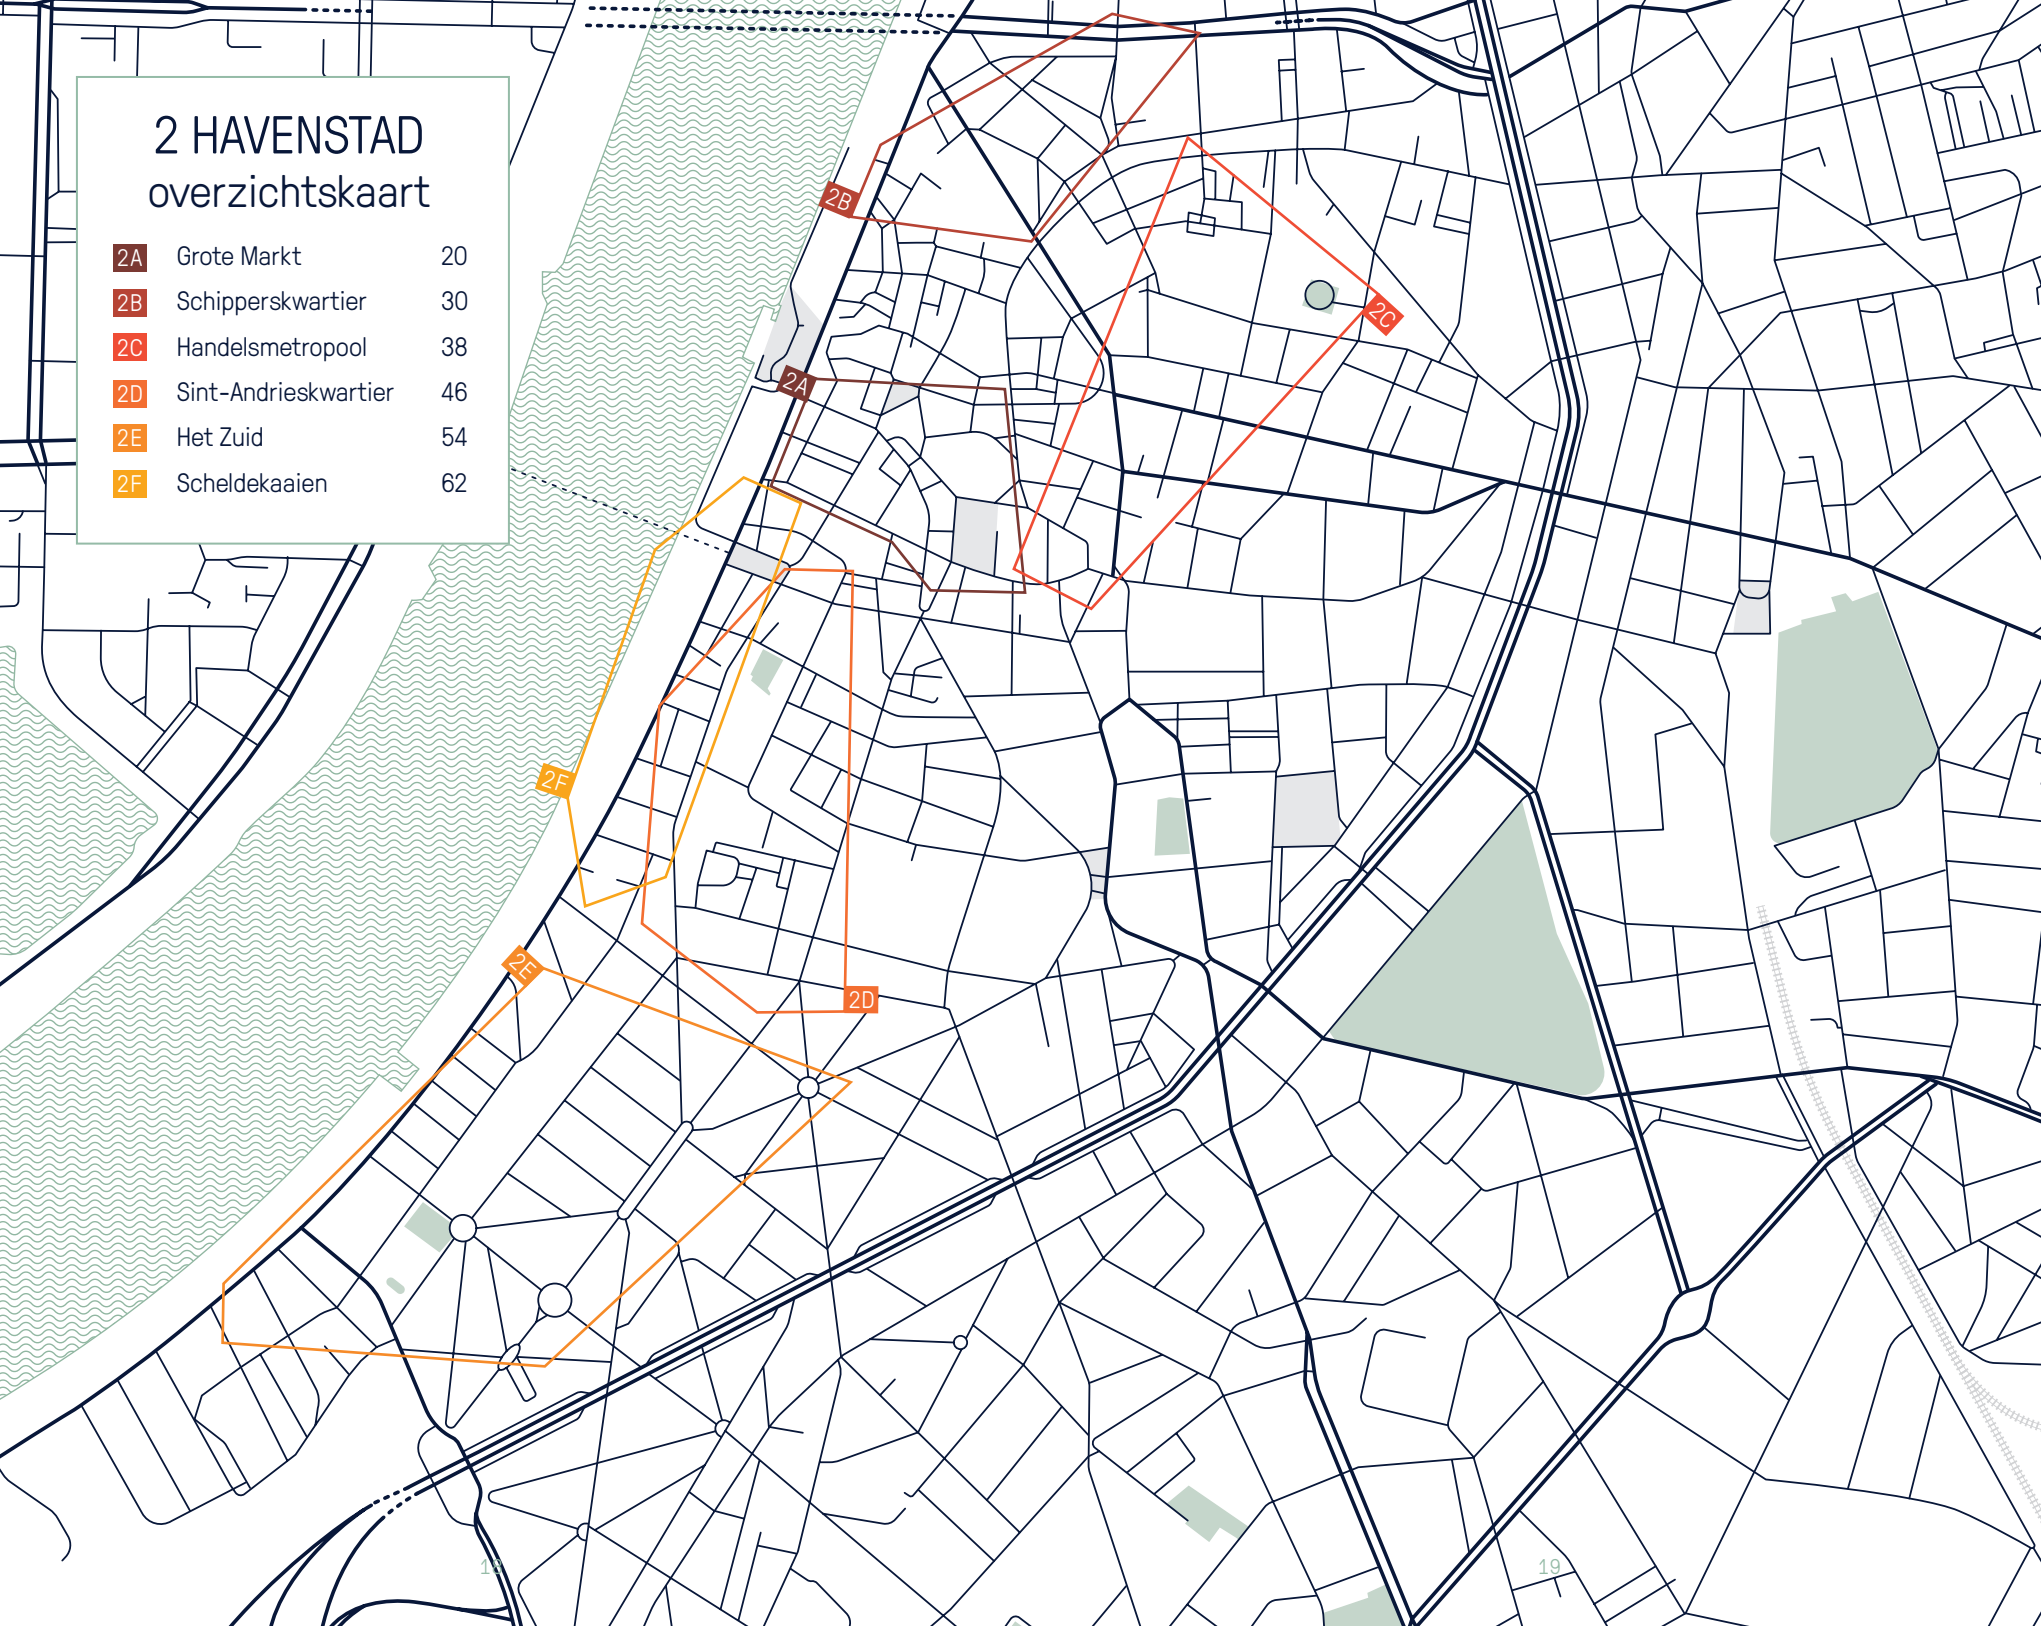 2 HAVENSTAD
overzichtskaart
2A Grote Markt 20
2B Schipperskwartier 30
2C Handelsmetropool 38
2D Sint-Andrieskwartier 46
2E Het Zuid 54
2F Scheldekaaien 62
2B
2C
2A
2F
2E
2D
18
19